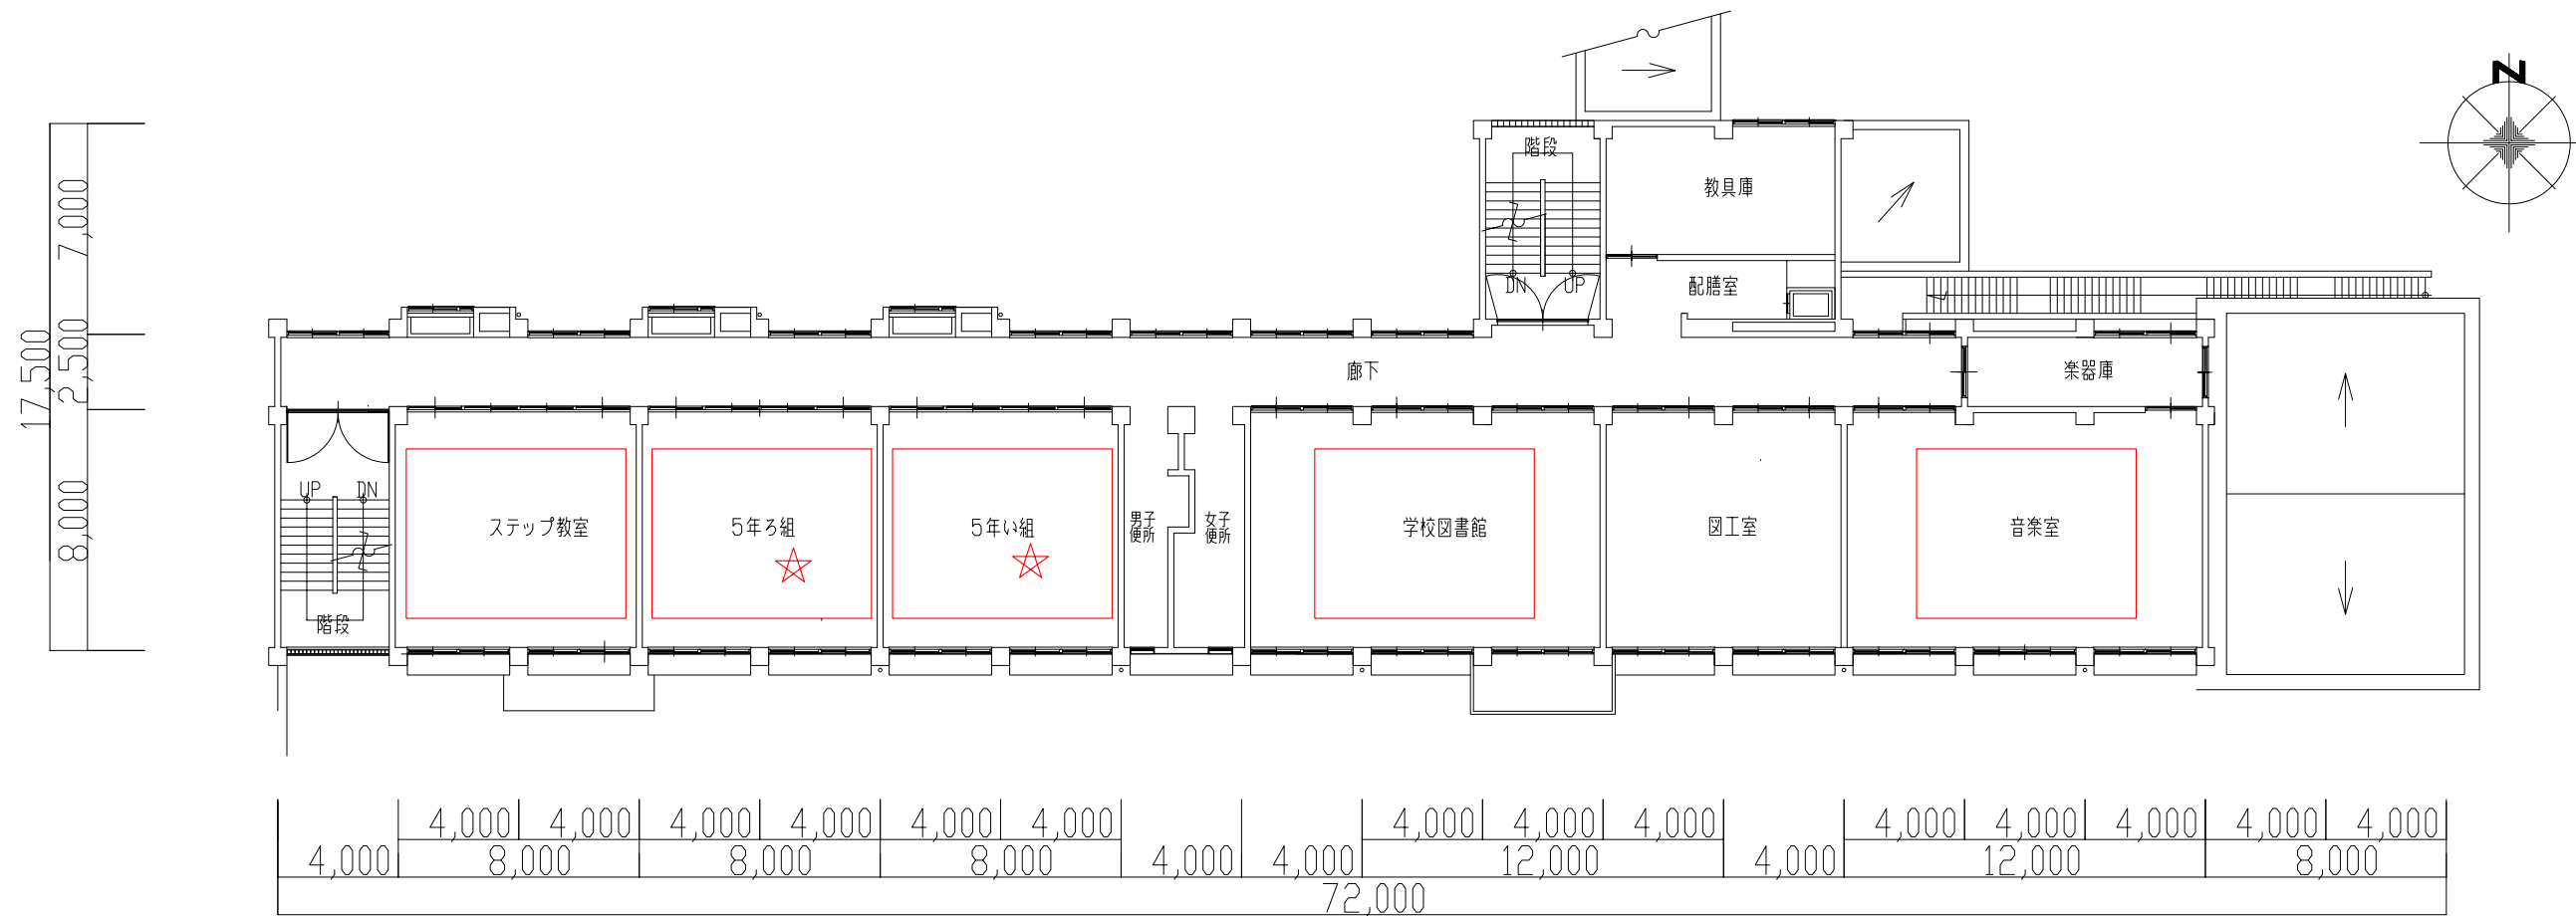 N
階段
教具庫
DN
UP
配膳室
廊下
楽器庫
UP
DN
階段
ステップ教室
5年ろ組
5年い組
男子
便所
女子
便所
学校図書館
図工室
音楽室
17,500
7,000
2,500
8,000
4,000 4,000 4,000 4,000 4,000 4,000 4,000 4,000 4,000 4,000 4,000 4,000 4,000 4,000
4,000 8,000 8,000 8,000 4,000 4,000 12,000 4,000 12,000 8,000
72,000